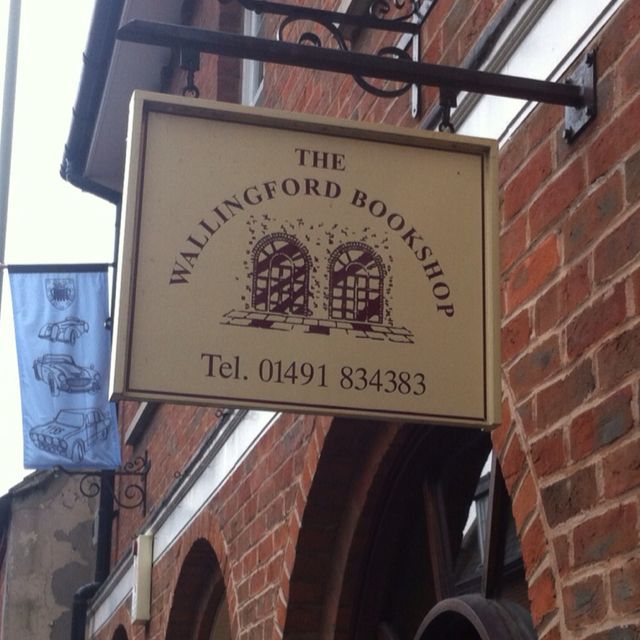 THE
WALLINGFORD BOOKSHOP
Tel. 01491 834383